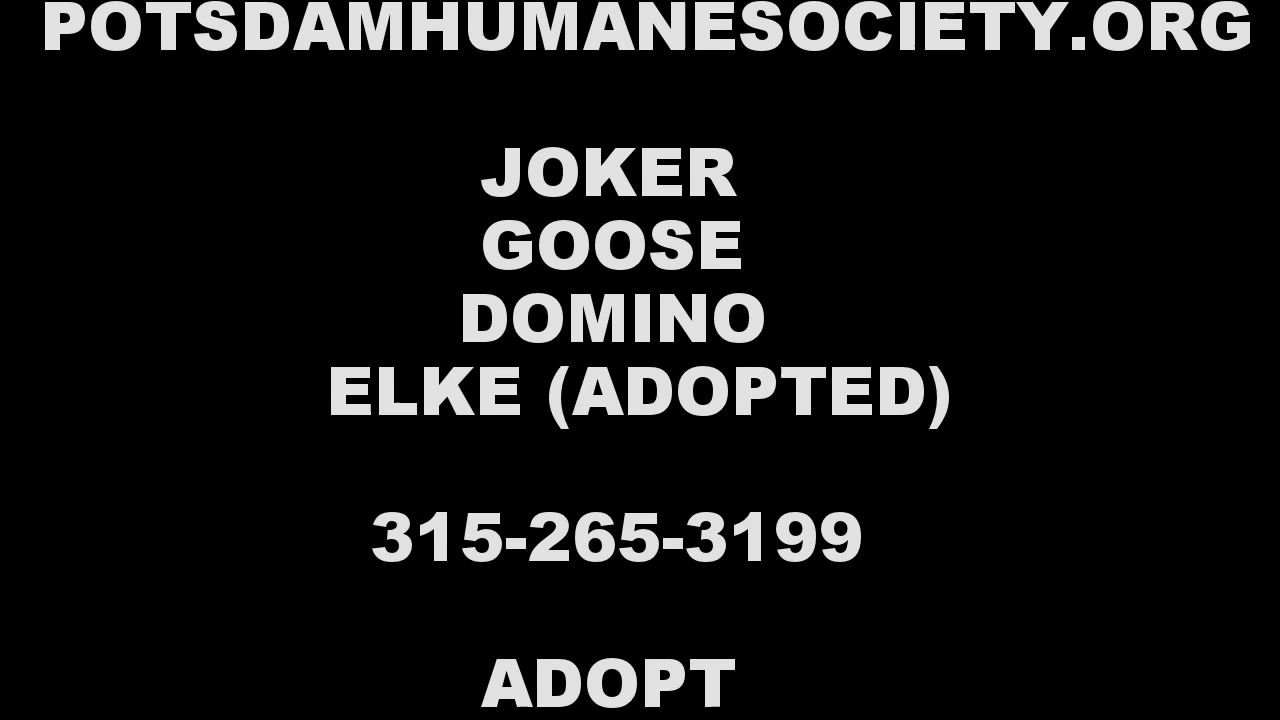 POTSDAMHUMANESOCIETY.ORG
JOKER
GOOSE
DOMINO
ELKE (ADOPTED)
315-265-3199
ADOPT